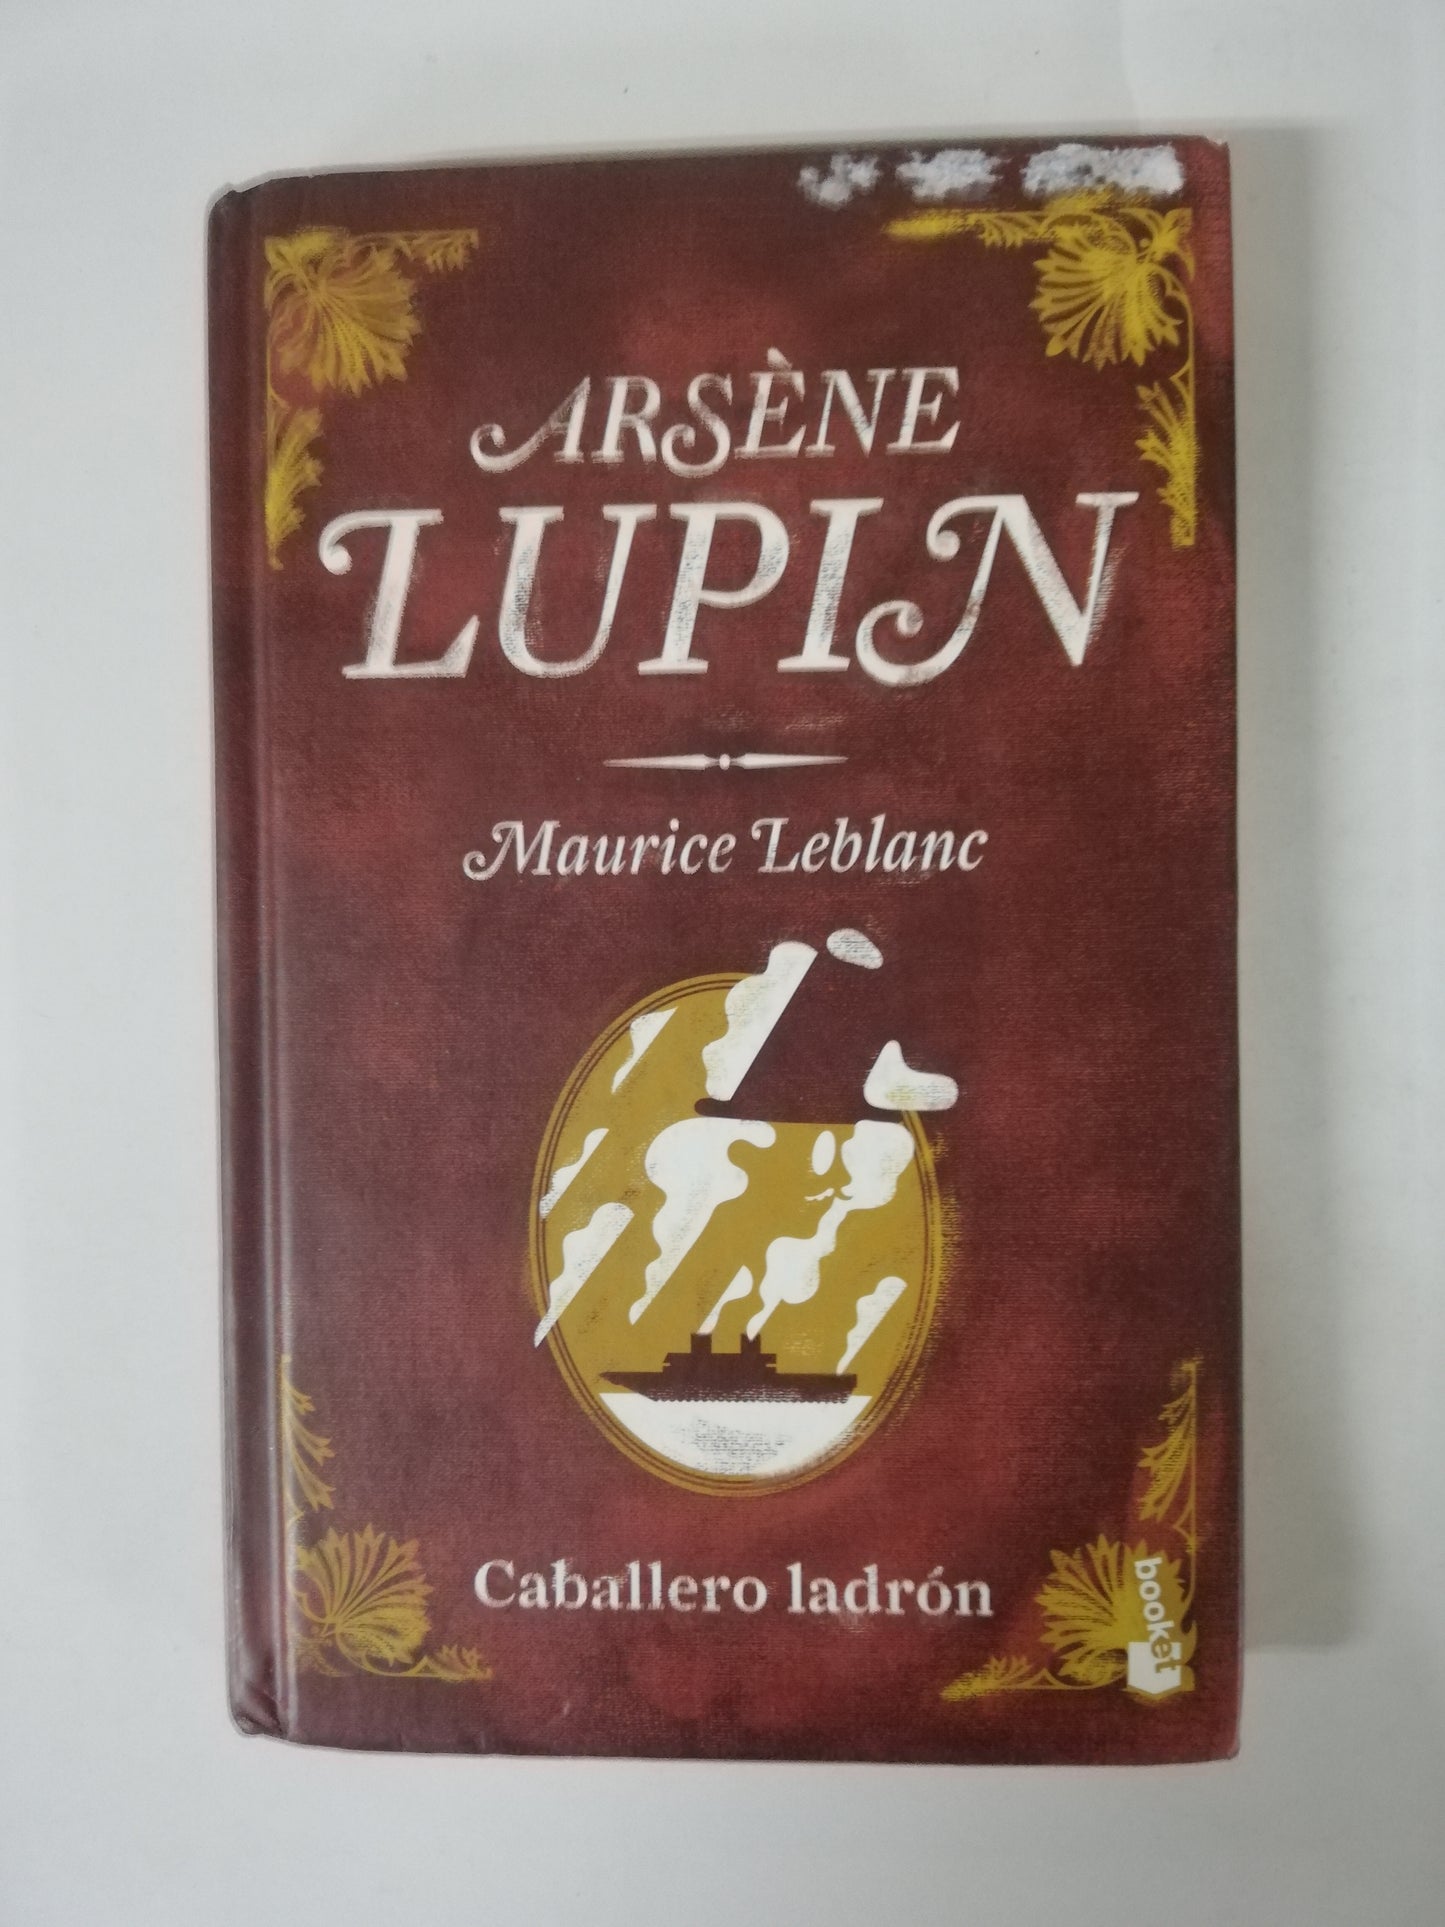 ARSÈNE
LUPIN
Maurice Leblanc
Caballero ladrón
booket